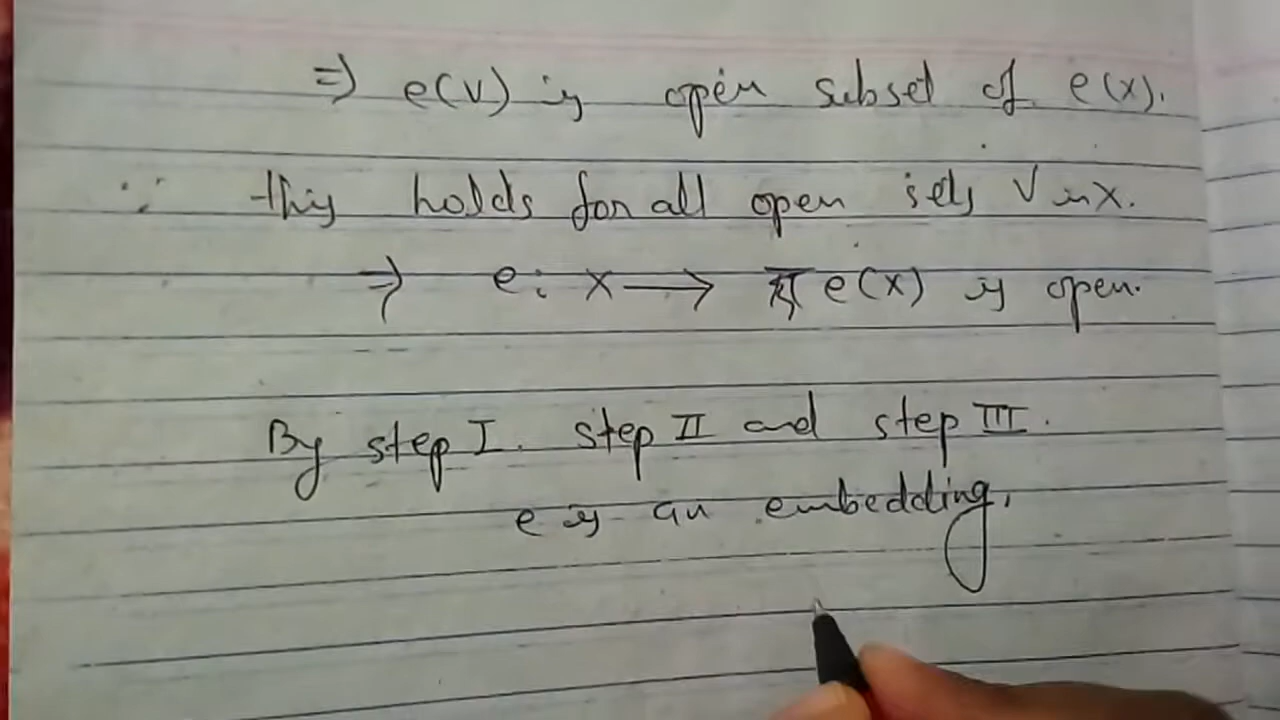 ⇒ e(V) is open subset of e(X).
∵ this holds for all open sets V in X.
⇒ e: X ⟶ e(X) is open.
By step I. step II and step III.
e is an embedding.